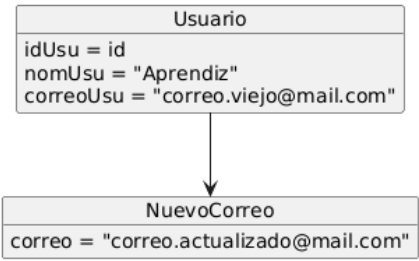 Usuario
idUsu = id
nomUsu = "Aprendiz"
correoUsu = "correo.viejo@mail.com"
NuevoCorreo
correo = "correo.actualizado@mail.com"